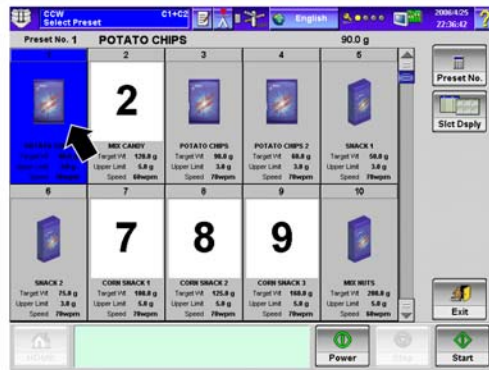 CCW
Select Preset
C1+C2
English
2006/4/25
22:36:42
?
Preset No. 1 POTATO CHIPS 90.0 g
1
2
3
4
5
2
MIX CANDY
Target Wt 120.0 g
Upper Limit 5.0 g
Speed 60wpm
POTATO CHIPS
Target Wt 90.0 g
Upper Limit 3.0 g
Speed 70wpm
POTATO CHIPS 2
Target Wt 60.0 g
Upper Limit 3.0 g
Speed 70wpm
SNACK 1
Target Wt 50.0 g
Upper Limit 3.0 g
Speed 70wpm
6
7
8
9
10
7
8
9
SNACK 2
Target Wt 75.0 g
Upper Limit 3.0 g
Speed 70wpm
CORN SNACK 1
Target Wt 100.0 g
Upper Limit 5.0 g
Speed 70wpm
CORN SNACK 2
Target Wt 125.0 g
Upper Limit 5.0 g
Speed 70wpm
CORN SNACK 3
Target Wt 160.0 g
Upper Limit 5.0 g
Speed 70wpm
MIX NUTS
Target Wt 200.0 g
Upper Limit 5.0 g
Speed 60wpm
Preset No.
Slct Dsply
Exit
HOME
Power
Stop
Start